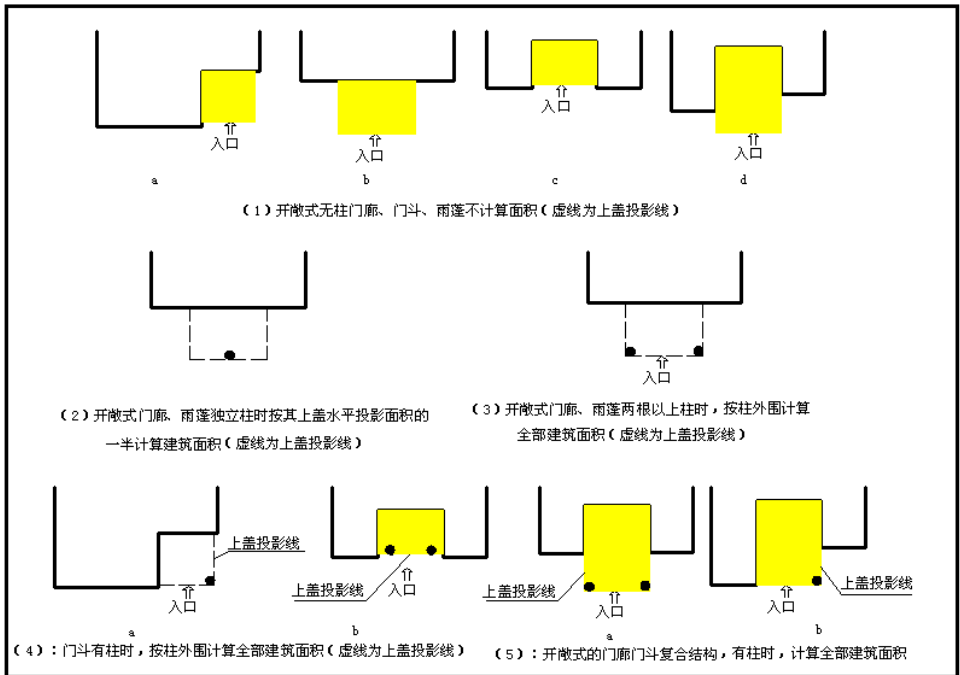 入口
入口
入口
入口
a
b
c
d
（1）开敞式无柱门廊、门斗、雨蓬不计算面积（虚线为上盖投影线）
入口
（2）开敞式门廊、雨蓬独立柱时按其上盖水平投影面积的
一半计算建筑面积（虚线为上盖投影线）
（3）开敞式门廊、雨蓬两根以上柱时，按柱外围计算
全部建筑面积（虚线为上盖投影线）
上盖投影线
入口
a
上盖投影线
入口
b
上盖投影线
入口
a
上盖投影线
入口
b
（4）：门斗有柱时，按柱外围计算全部建筑面积（虚线为上盖投影线）
（5）：开敞式的门廊门斗复合结构，有柱时，计算全部建筑面积